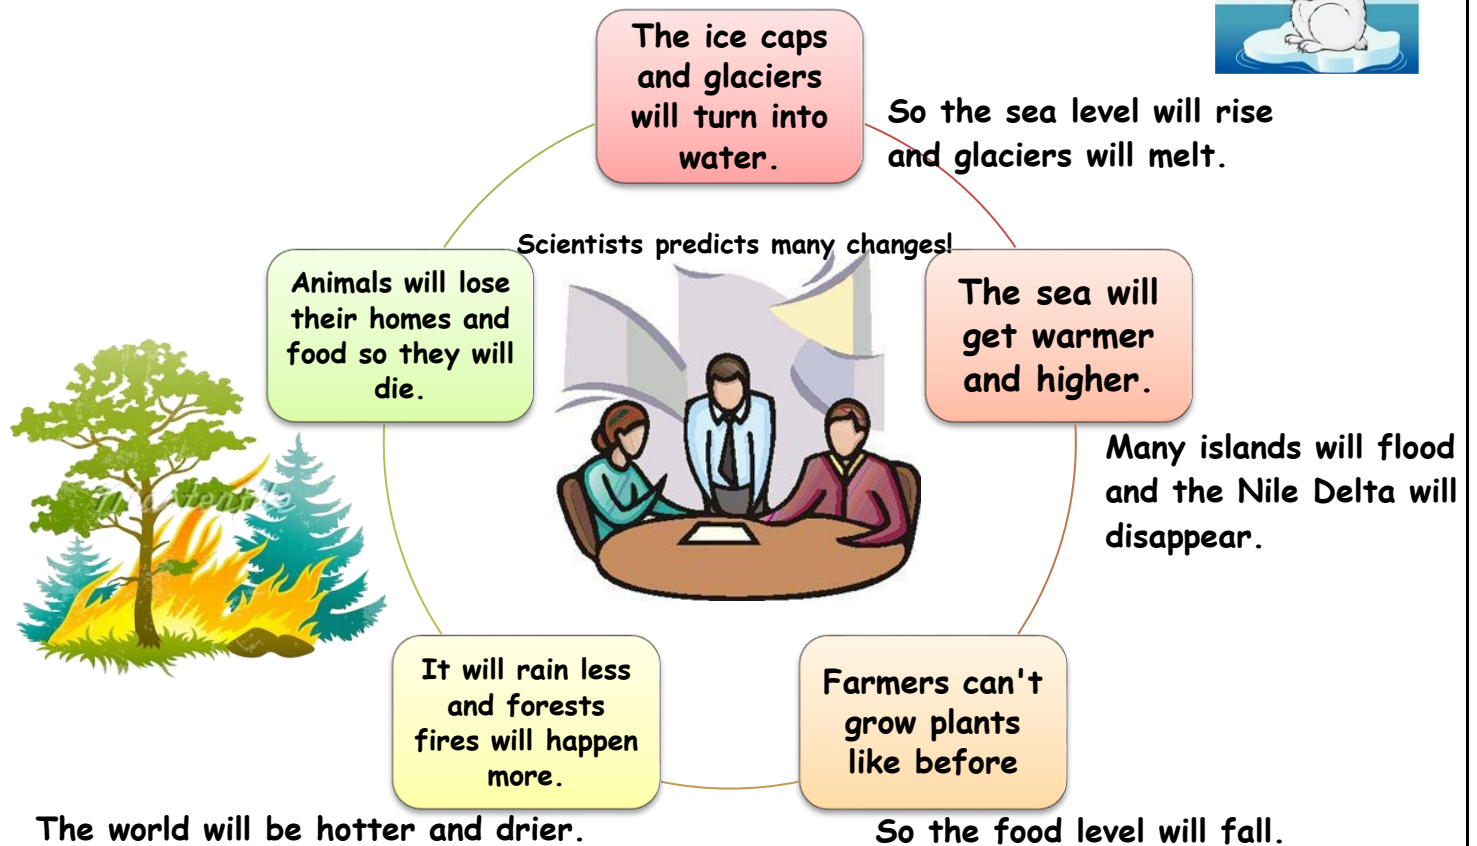 The ice caps
and glaciers
will turn into
water.
So the sea level will rise
and glaciers will melt.
Scientists predicts many changes!
Animals will lose
their homes and
food so they will
die.
The sea will
get warmer
and higher.
Many islands will flood
and the Nile Delta will
disappear.
It will rain less
and forests
fires will happen
more.
Farmers can't
grow plants
like before
The world will be hotter and drier.
So the food level will fall.